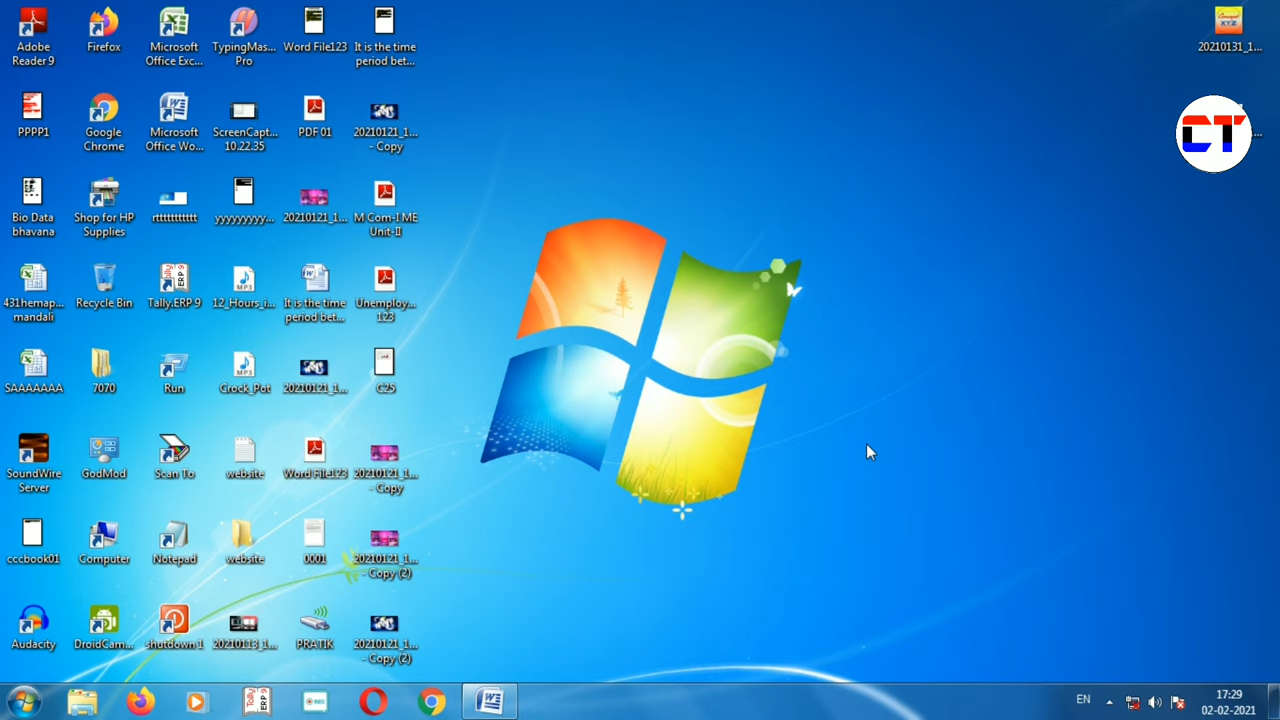 Adobe
Reader 9
Firefox
Microsoft
Office Exc...
TypingMas...
Pro
Word File123
It is the time
period bet...
20210131_1...
PPPP1
Google
Chrome
Microsoft
Office Wo...
ScreenCapt...
10.22.35
PDF 01
20210121_1...
- Copy
CT
Bio Data
bhavana
Shop for HP
Supplies
rttttttttttt
yyyyyyyyy...
20210121_1...
M Com-I ME
Unit-II
431hemap...
mandali
Recycle Bin
Tally.ERP 9
12_Hours_i...
It is the time
period bet...
Unemploy...
123
SAAAAAAA
7070
Run
Crock_Pot
20210121_1...
C25
SoundWire
Server
GodMod
Scan To
website
Word File123
20210121_1...
- Copy
cccbook01
Computer
Notepad
website
0001
20210121_1...
- Copy (2)
Audacity
DroidCam...
shutdown 1
20210113_1...
PRATIK
20210121_1...
- Copy (2)
EN
17:29
02-02-2021